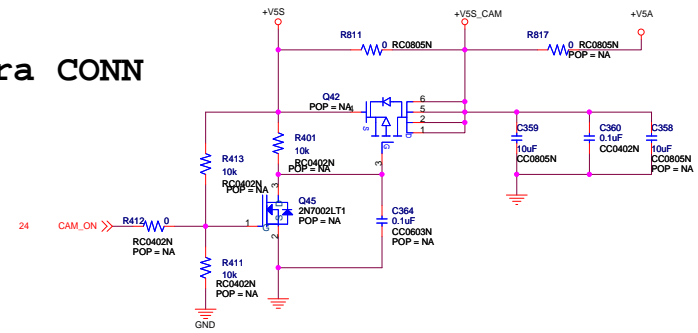 ra CONN
+V5S
+V5S_CAM
+V5A
R811
0 RC0805N
R817
0 RC0805N
POP = NA
Q42
POP = NA
4
6
5
2
1
S
D
G
3
R401
10k
RC0402N
POP = NA
R413
10k
RC0402N
POP = NA
C359
10uF
CC0805N
C360
0.1uF
CC0402N
C358
10uF
CC0805N
POP = NA
3
D
Q45
2N7002LT1
POP = NA
1
G
S
2
C364
0.1uF
CC0603N
POP = NA
24
CAM_ON
R412
0
RC0402N
POP = NA
R411
10k
RC0402N
POP = NA
GND